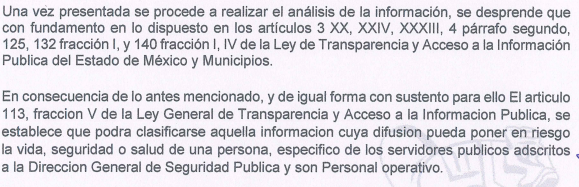 Una vez presentada se procede a realizar el análisis de la información, se desprende que
con fundamento en lo dispuesto en los artículos 3 XX, XXIV, XXXIII, 4 párrafo segundo,
125, 132 fracción I, y 140 fracción I, IV de la Ley de Transparencia y Acceso a la Información
Publica del Estado de México y Municipios.
En consecuencia de lo antes mencionado, y de igual forma con sustento para ello El articulo
113, fraccion V de la Ley General de Transparencia y Acceso a la Informacion Publica, se
establece que podra clasificarse aquella informacion cuya difusion pueda poner en riesgo
la vida, seguridad o salud de una persona, especifico de los servidores publicos adscritos
a la Direccion General de Seguridad Publica y son Personal operativo.